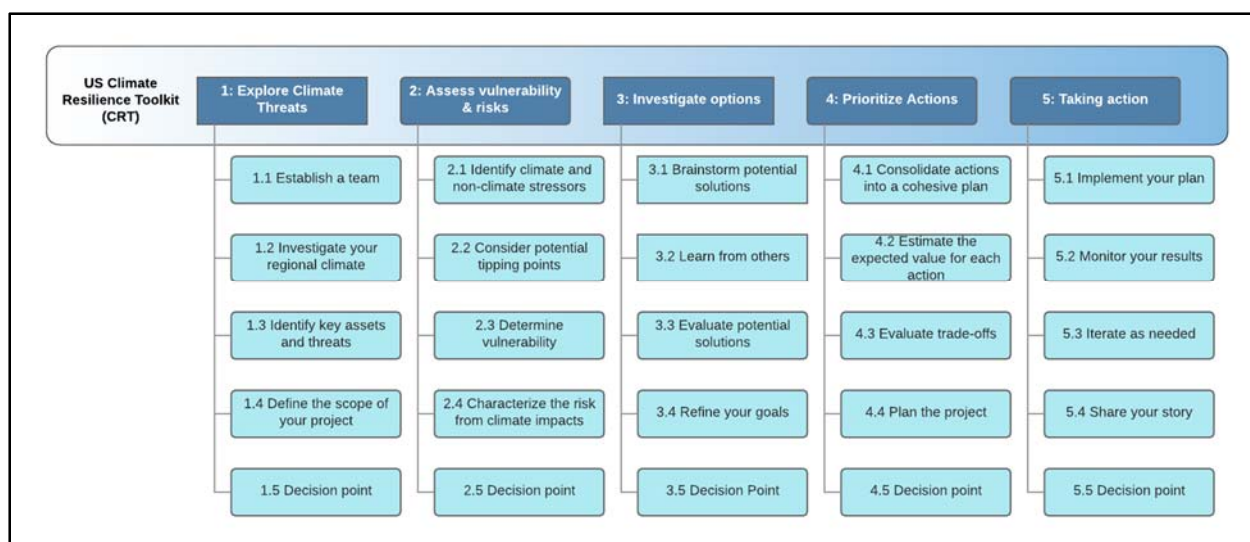 US Climate
Resilience Toolkit
(CRT)
1: Explore Climate
Threats
2: Assess vulnerability
& risks
3: Investigate options
4: Prioritize Actions
5: Taking action
1.1 Establish a team
1.2 Investigate your
regional climate
1.3 Identify key assets
and threats
1.4 Define the scope of
your project
1.5 Decision point
2.1 Identify climate and
non-climate stressors
2.2 Consider potential
tipping points
2.3 Determine
vulnerability
2.4 Characterize the risk
from climate impacts
2.5 Decision point
3.1 Brainstorm potential
solutions
3.2 Learn from others
3.3 Evaluate potential
solutions
3.4 Refine your goals
3.5 Decision Point
4.1 Consolidate actions
into a cohesive plan
4.2 Estimate the
expected value for each
action
4.3 Evaluate trade-offs
4.4 Plan the project
4.5 Decision point
5.1 Implement your plan
5.2 Monitor your results
5.3 Iterate as needed
5.4 Share your story
5.5 Decision point